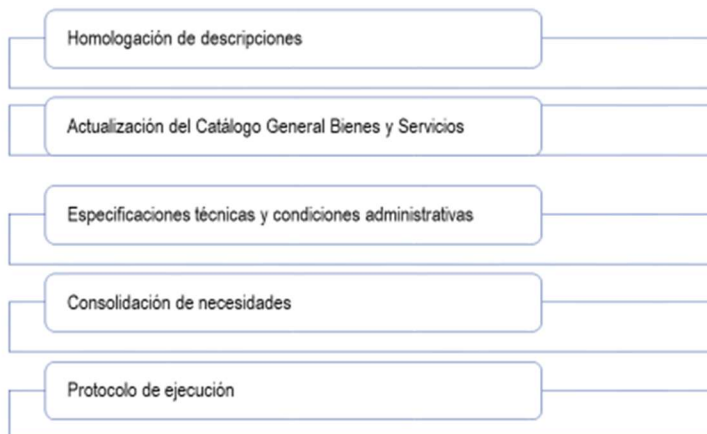 Homologación de descripciones
Actualización del Catálogo General Bienes y Servicios
Especificaciones técnicas y condiciones administrativas
Consolidación de necesidades
Protocolo de ejecución